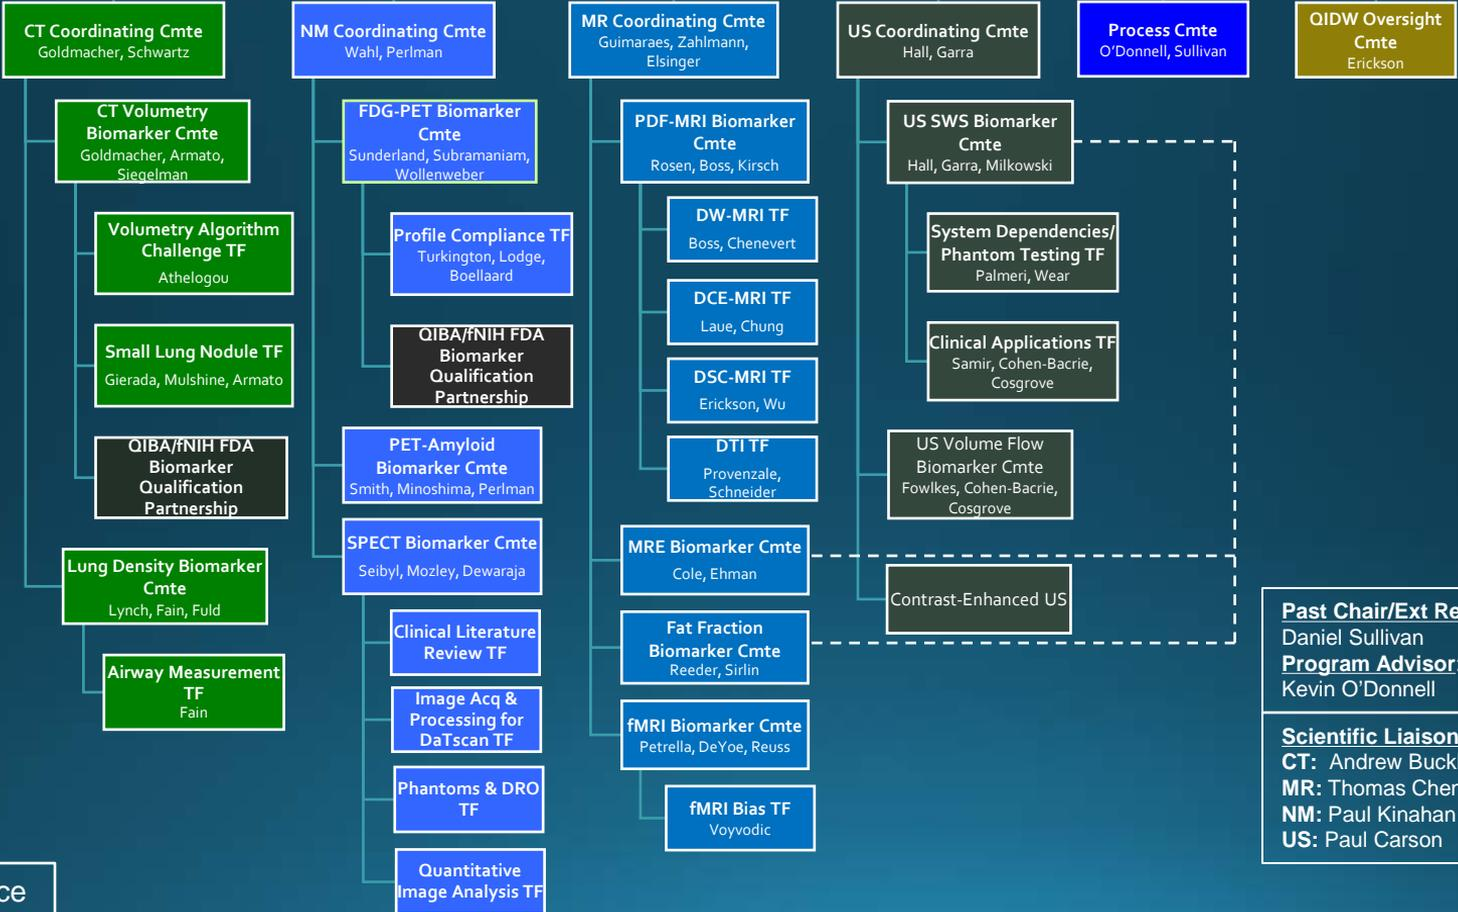 CT Coordinating Cmte
Goldmacher, Schwartz
CT Volumetry
Biomarker Cmte
Goldmacher, Armato,
Siegelman
Volumetry Algorithm
Challenge TF
Athelogou
Small Lung Nodule TF
Gierada, Mulshine, Armato
QIBA/fNIH FDA
Biomarker
Qualification
Partnership
Lung Density Biomarker
Cmte
Lynch, Fain, Fuld
Airway Measurement
TF
Fain
NM Coordinating Cmte
Wahl, Perlman
FDG-PET Biomarker
Cmte
Sunderland, Subramaniam,
Wollenweber
Profile Compliance TF
Turkington, Lodge,
Boellaard
QIBA/fNIH FDA
Biomarker
Qualification
Partnership
PET-Amyloid
Biomarker Cmte
Smith, Minoshima, Perlman
SPECT Biomarker Cmte
Seibyl, Mozley, Dewaraja
Clinical Literature
Review TF
Image Acq &
Processing for
DaTscan TF
Phantoms & DRO
TF
Quantitative
Image Analysis TF
MR Coordinating Cmte
Guimaraes, Zahlmann,
Elsinger
PDF-MRI Biomarker
Cmte
Rosen, Boss, Kirsch
DW-MRI TF
Boss, Chenevert
DCE-MRI TF
Laue, Chung
DSC-MRI TF
Erickson, Wu
DTI TF
Provenzale,
Schneider
MRE Biomarker Cmte
Cole, Ehman
Fat Fraction
Biomarker Cmte
Reeder, Sirlin
fMRI Biomarker Cmte
Petrella, DeYoe, Reuss
fMRI Bias TF
Voyvodic
US Coordinating Cmte
Hall, Garra
US SWS Biomarker
Cmte
Hall, Garra, Milkowski
System Dependencies/
Phantom Testing TF
Palmeri, Wear
Clinical Applications TF
Samir, Cohen-Bacrie,
Cosgrove
US Volume Flow
Biomarker Cmte
Fowlkes, Cohen-Bacrie,
Cosgrove
Contrast-Enhanced US
Process Cmte
O'Donnell, Sullivan
QIDW Oversight
Cmte
Erickson
Past Chair/Ext Re
Daniel Sullivan
Program Advisor:
Kevin O'Donnell
Scientific Liaison
CT: Andrew Buck
MR: Thomas Chen
NM: Paul Kinahan
US: Paul Carson
ce